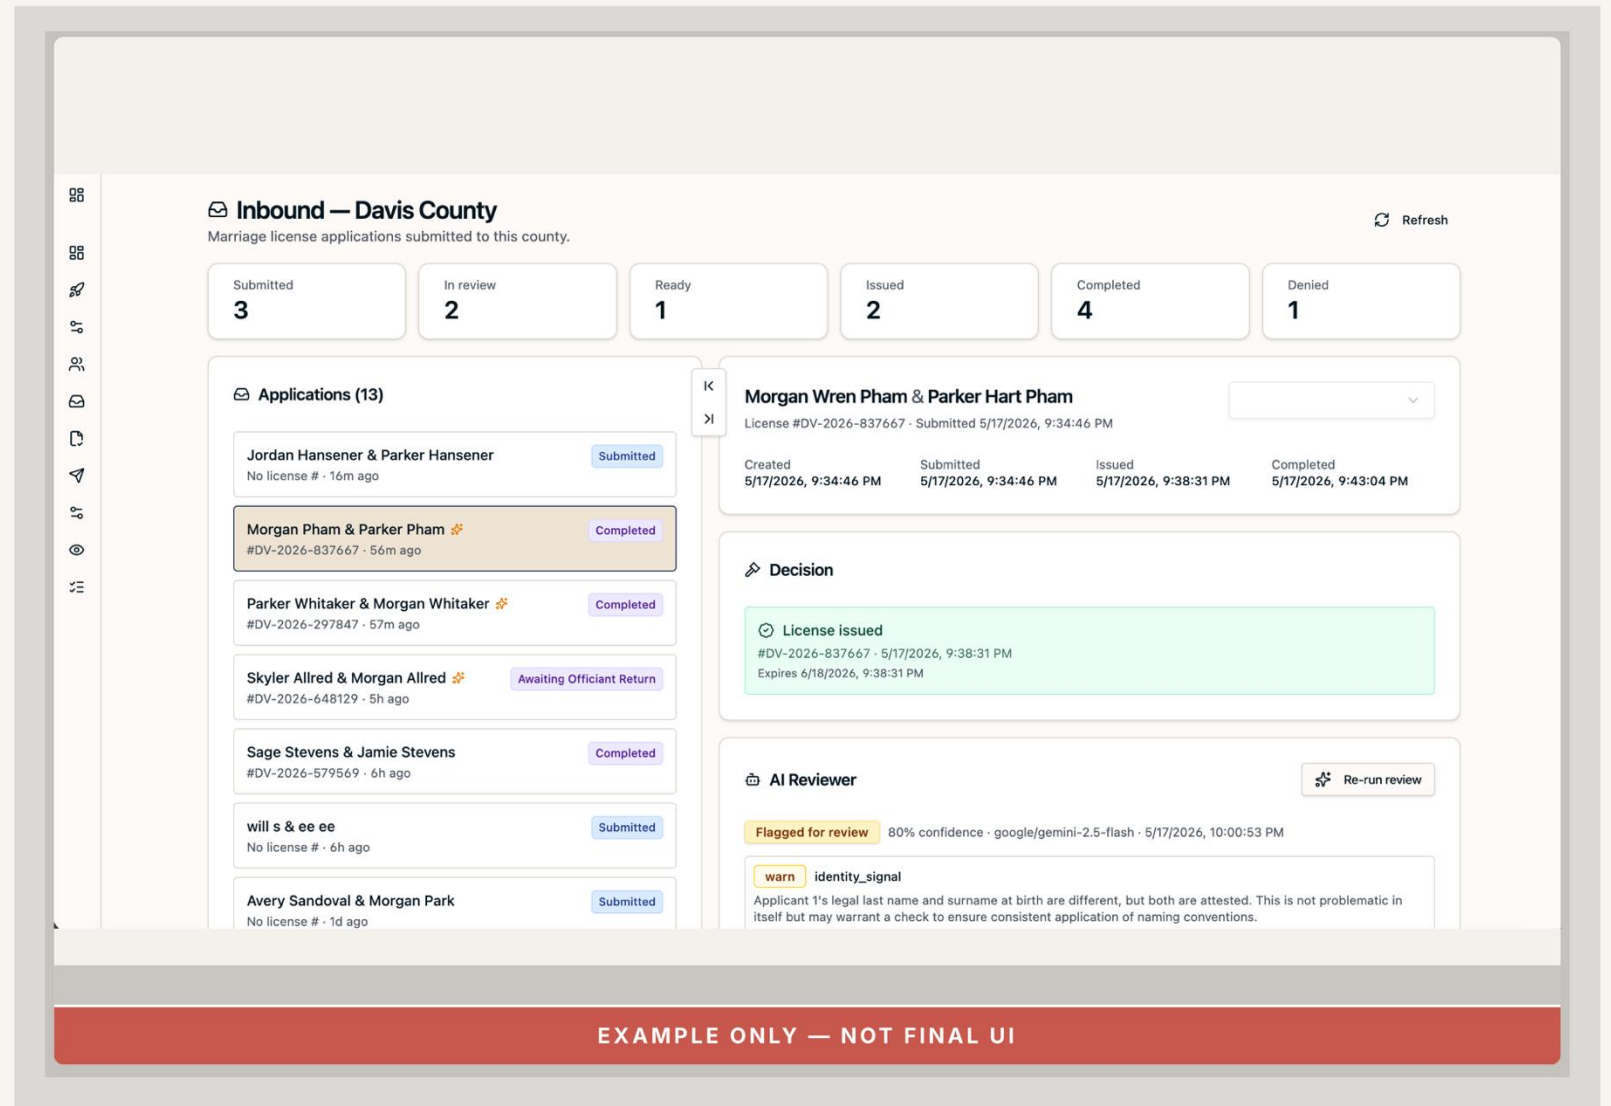 Inbound — Davis County
Marriage license applications submitted to this county.
Refresh
Submitted
3
In review
2
Ready
1
Issued
2
Completed
4
Denied
1
Applications (13)
Jordan Hansener & Parker Hansener
Submitted
No license # · 16m ago
Morgan Pham & Parker Pham
Completed
#DV-2026-837667 · 56m ago
Parker Whitaker & Morgan Whitaker
Completed
#DV-2026-297847 · 57m ago
Skyler Allred & Morgan Allred
Awaiting Officiant Return
#DV-2026-648129 · 5h ago
Sage Stevens & Jamie Stevens
Completed
#DV-2026-579569 · 6h ago
will s & ee ee
Submitted
No license # · 6h ago
Avery Sandoval & Morgan Park
Submitted
No license # · 1d ago
Morgan Wren Pham & Parker Hart Pham
License #DV-2026-837667 · Submitted 5/17/2026, 9:34:46 PM
Created
5/17/2026, 9:34:46 PM
Submitted
5/17/2026, 9:34:46 PM
Issued
5/17/2026, 9:38:31 PM
Completed
5/17/2026, 9:43:04 PM
Decision
License issued
#DV-2026-837667 · 5/17/2026, 9:38:31 PM
Expires 6/18/2026, 9:38:31 PM
AI Reviewer
Re-run review
Flagged for review 80% confidence · google/gemini-2.5-flash · 5/17/2026, 10:00:53 PM
warn identity_signal
Applicant 1's legal last name and surname at birth are different, but both are attested. This is not problematic in
itself but may warrant a check to ensure consistent application of naming conventions.
EXAMPLE ONLY — NOT FINAL UI